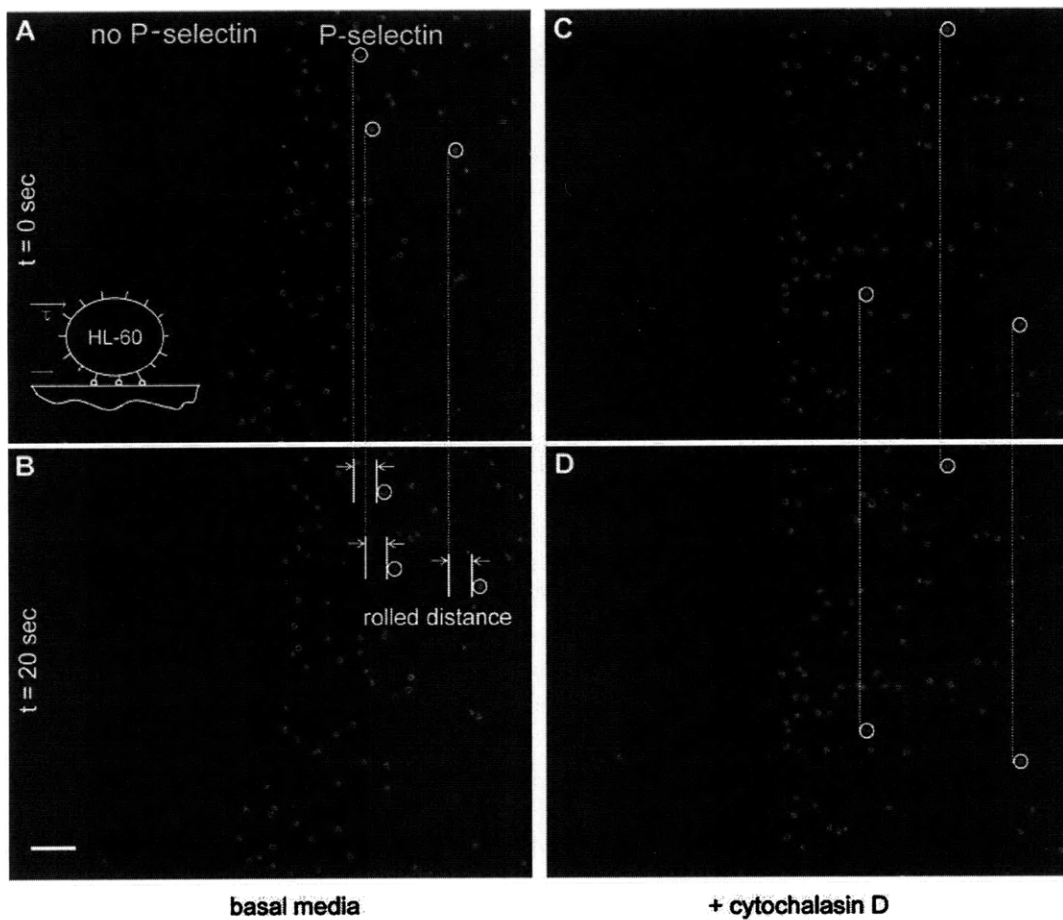 A
no P-selectin
P-selectin
t = 0 sec
τ
HL-60
C
B
rolled distance
t = 20 sec
D
basal media
+ cytochalasin D